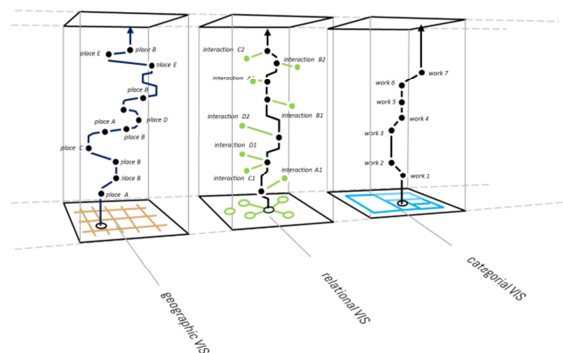 place E
place B
place E
place B
place A
place D
place B
place C
place B
place B
place A
interaction C2
interaction B2
interaction
interaction B1
interaction D2
interaction D1
interaction A1
interaction C1
work 7
work 6
work 5
work 4
work 3
work 2
work 1
geographic VIS
relational VIS
categorial VIS